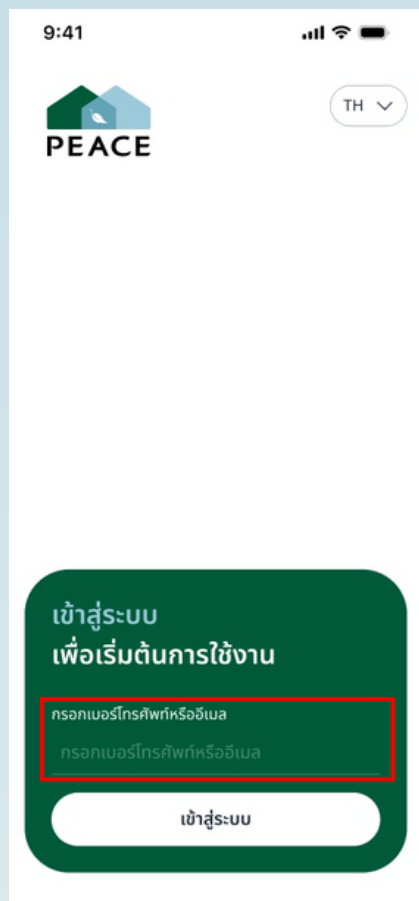 9:41
PEACE
TH
เข้าสู่ระบบ
เพื่อเริ่มต้นการใช้งาน
กรอกเบอร์โทรศัพท์หรืออีเมล
กรอกเบอร์โทรศัพท์หรืออีเมล
เข้าสู่ระบบ